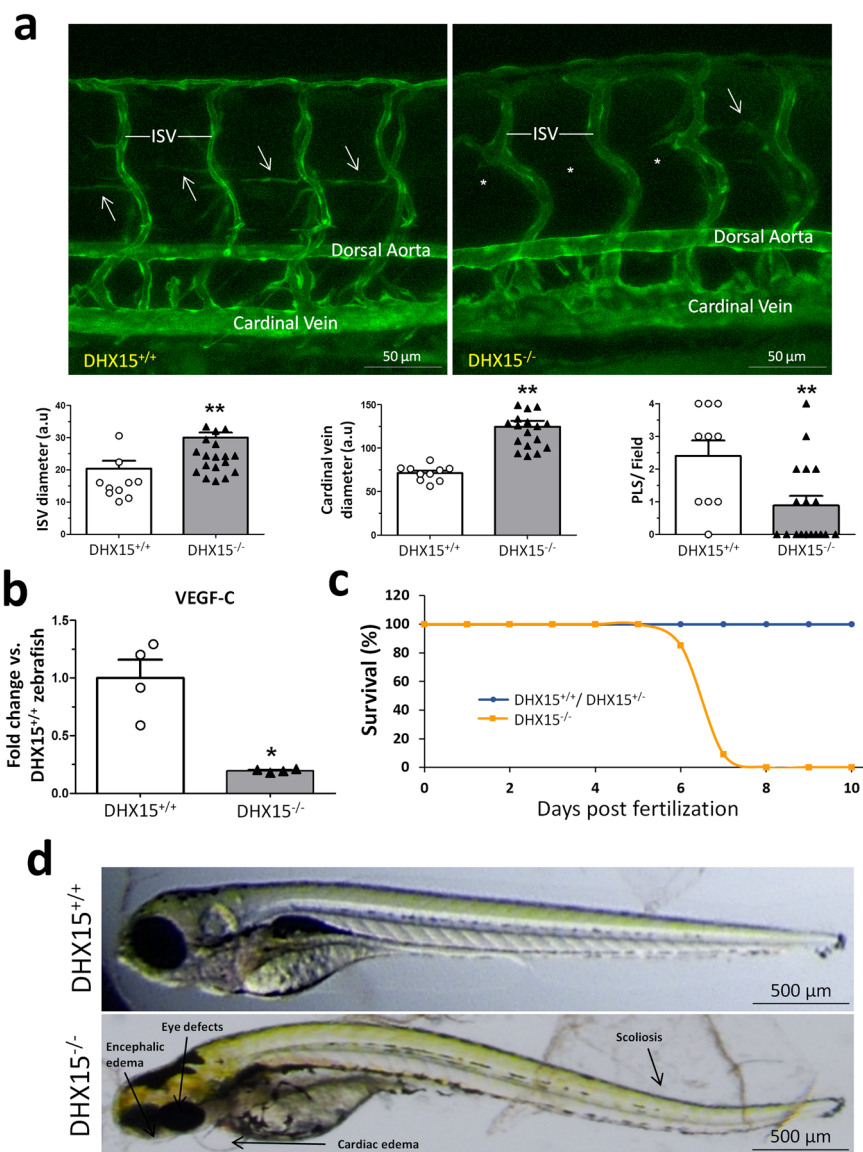 a
ISV
Dorsal Aorta
Cardinal Vein
DHX15+/+
50 µm
ISV
*
*
*
Dorsal Aorta
Cardinal Vein
DHX15-/-
50 µm
ISV diameter (a.u)
40
30
20
10
0
**
DHX15+/+
DHX15-/-
Cardinal vein
diameter (a.u)
150
100
50
0
**
DHX15+/+
DHX15-/-
PLS/ Field
4
3
2
1
0
**
DHX15+/+
DHX15-/-
b
VEGF-C
Fold change vs.
DHX15+/+ zebrafish
1.5
1.0
0.5
0.0
*
DHX15+/+
DHX15-/-
c
Survival (%)
120
100
80
60
40
20
0
DHX15+/+/ DHX15+/-
DHX15-/-
0 2 4 6 8 10
Days post fertilization
d
DHX15+/+
500 µm
DHX15-/-
Encephalic
edema
Eye defects
Scoliosis
Cardiac edema
500 µm